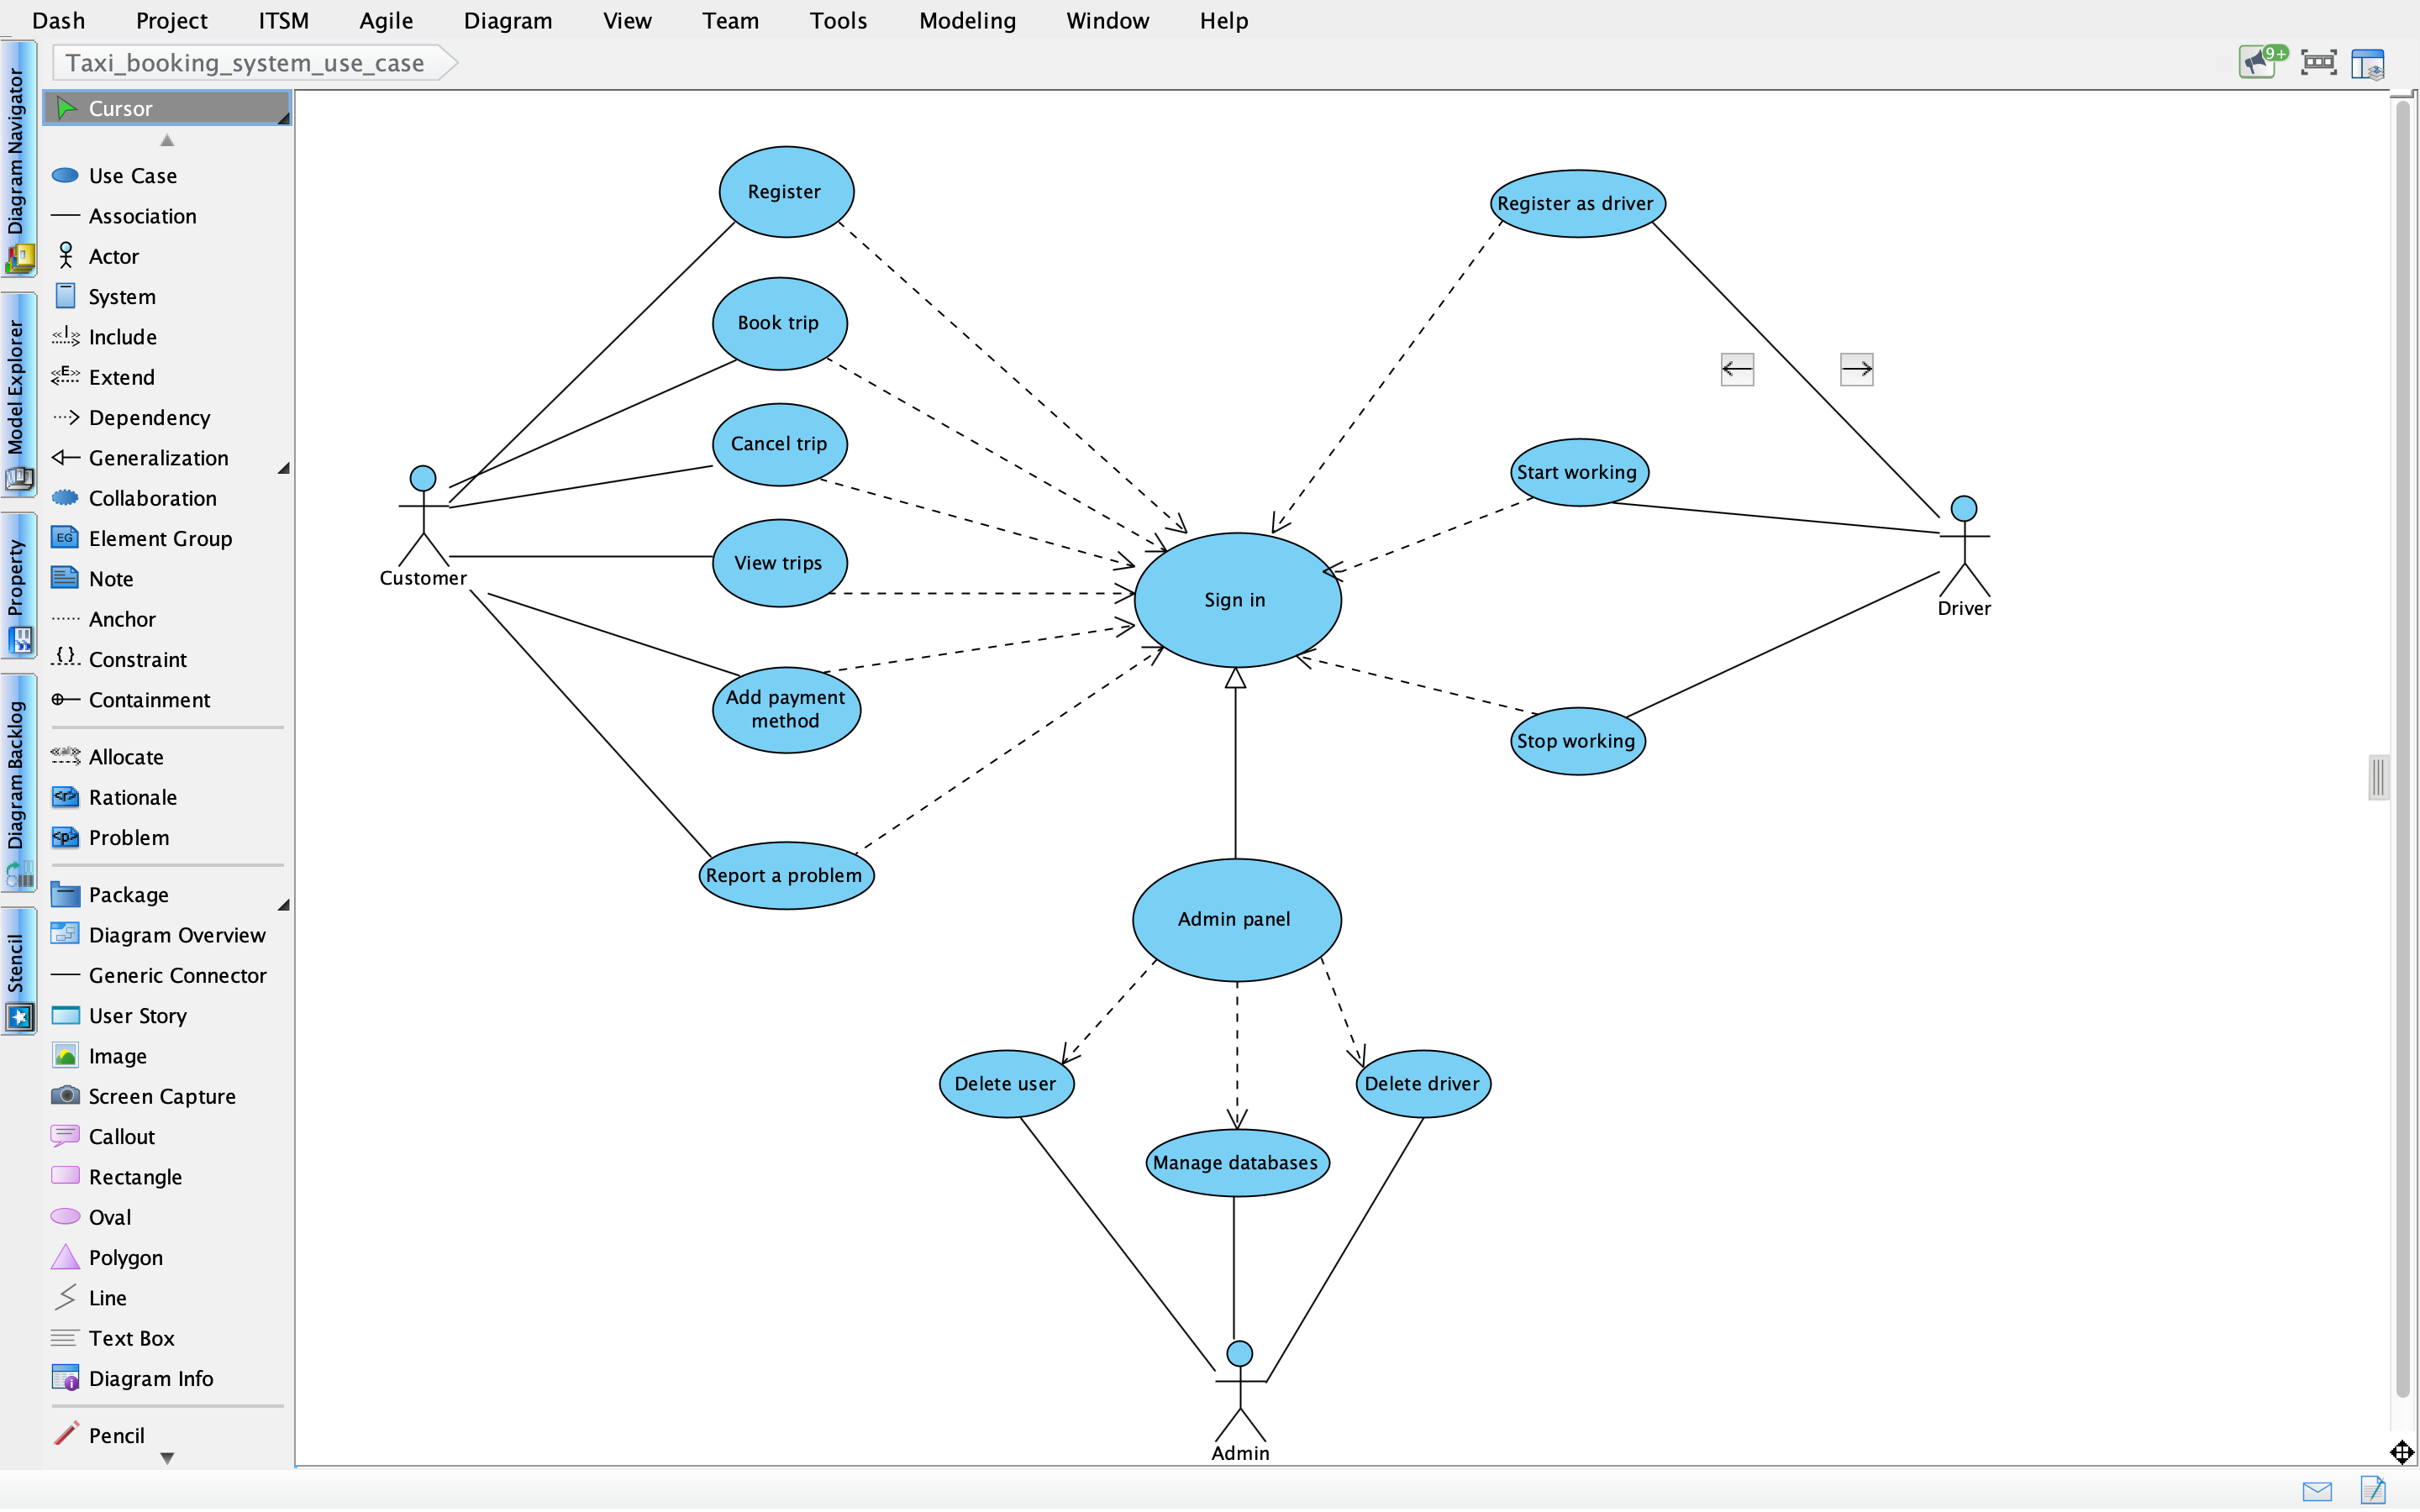 Dash Project ITSM Agile Diagram View Team Tools Modeling Window Help
Taxi_booking_system_use_case
9+
Diagram Navigator
Model Explorer
Property
Diagram Backlog
Stencil
Cursor
Use Case
Association
Actor
System
Include
Extend
Dependency
Generalization
Collaboration
EG
Element Group
Note
Anchor
Constraint
Containment
Allocate
<r>
Rationale
<p>
Problem
Package
Diagram Overview
Generic Connector
User Story
Image
Screen Capture
Callout
Rectangle
Oval
Polygon
Line
Text Box
Diagram Info
Pencil
Register
Book trip
Cancel trip
View trips
Add payment
method
Report a problem
Customer
Sign in
Register as driver
Start working
Stop working
Driver
Admin panel
Delete user
Manage databases
Delete driver
Admin